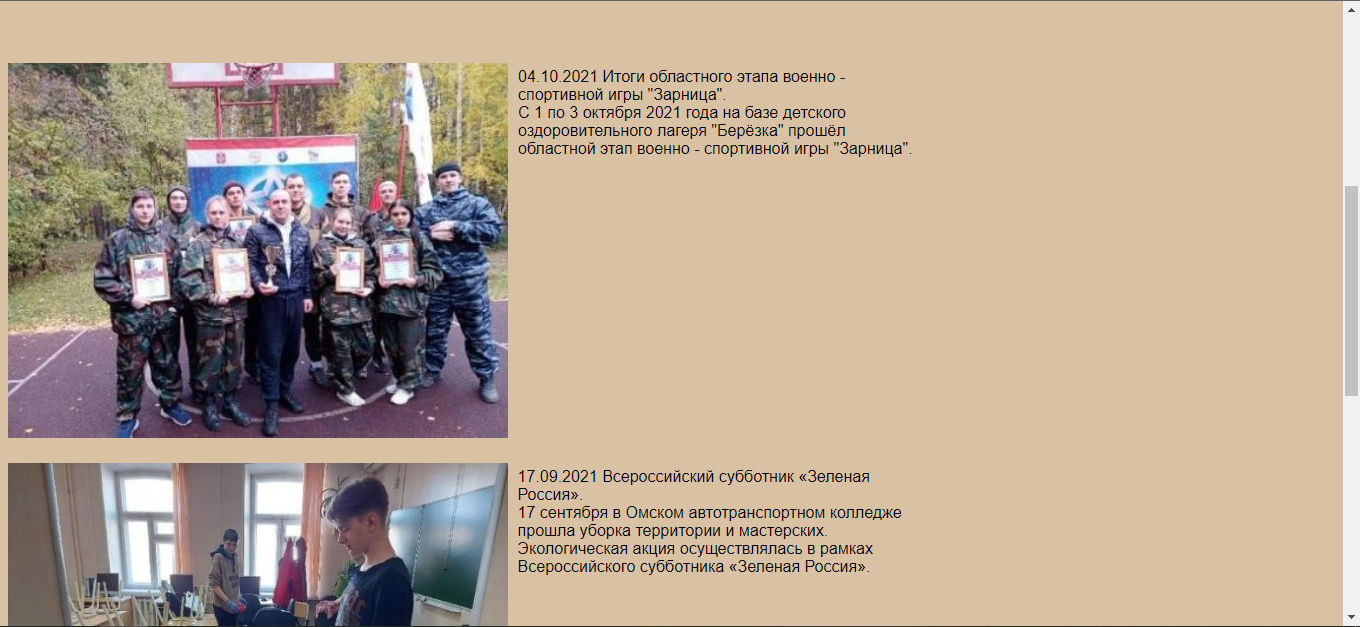 04.10.2021 Итоги областного этапа военно -
спортивной игры "Зарница".
С 1 по 3 октября 2021 года на базе детского
оздоровительного лагеря "Берёзка" прошёл
областной этап военно - спортивной игры "Зарница".
17.09.2021 Всероссийский субботник «Зеленая
Россия».
17 сентября в Омском автотранспортном колледже
прошла уборка территории и мастерских.
Экологическая акция осуществлялась в рамках
Всероссийского субботника «Зеленая Россия».